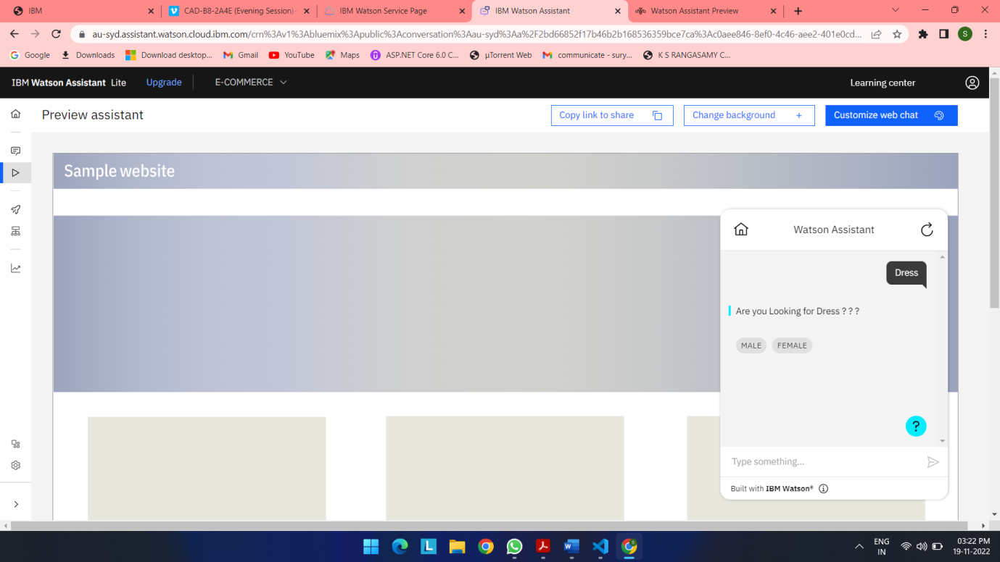 IBM
CAD-B8-2A4E (Evening Session)-
IBM Watson Service Page
IBM Watson Assistant
Watson Assistant Preview
au-syd.assistant.watson.cloud.ibm.com/crn%3Av1%3Abluemix%3Apublic%3Aconversation%3Aau-syd%3Aa%2F2bd66852f17b46b2b168536359bce7ca%3Ac0aee846-8ef0-4c46-aee2-401e0cd...
S
Google
Downloads
Download desktop...
Gmail
YouTube
Maps
ASP.NET Core 6.0 C...
µTorrent Web
communicate - sury...
K S RANGASAMY C...
IBM Watson Assistant Lite
Upgrade
E-COMMERCE
Learning center
Preview assistant
Copy link to share
Change background +
Customize web chat
Sample website
Watson Assistant
Dress
Are you Looking for Dress ? ? ?
MALE FEMALE
?
Type something...
Built with IBM Watson®
ENG
IN
03:22 PM
19-11-2022